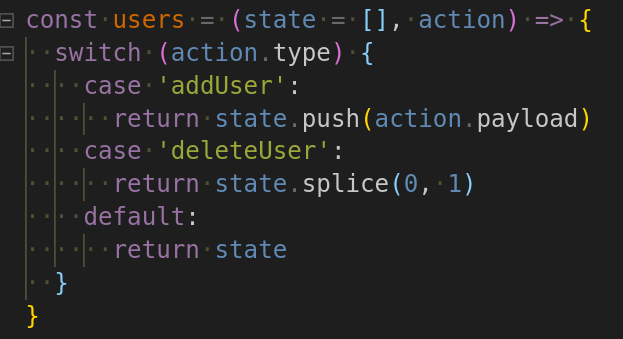 const users = (state = [], action) => {
  switch (action.type) {
    case 'addUser':
      return state.push(action.payload)
    case 'deleteUser':
      return state.splice(0, 1)
    default:
      return state
  }
}